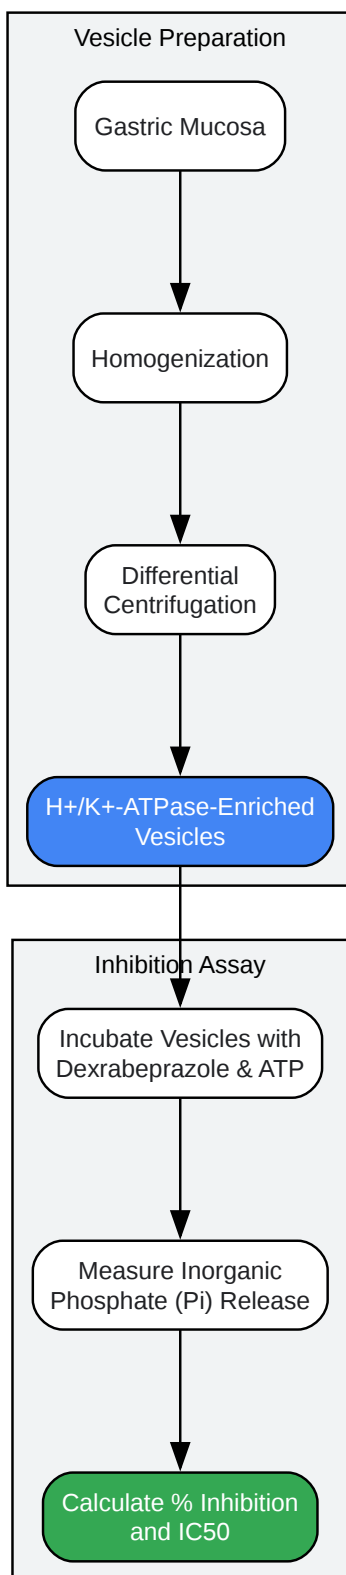 Vesicle Preparation
Gastric Mucosa
Homogenization
Differential
Centrifugation
H+/K+-ATPase-Enriched
Vesicles
Inhibition Assay
Incubate Vesicles with
Dexrabeprazole & ATP
Measure Inorganic
Phosphate (Pi) Release
Calculate % Inhibition
and IC50